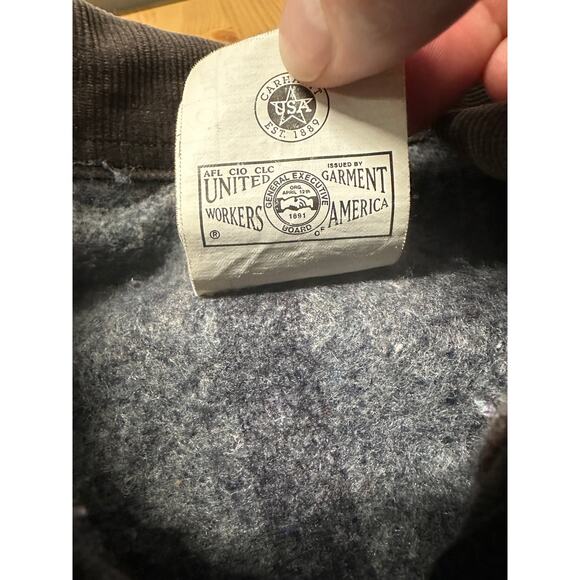 CARHARTT
USA
EST. 1889
AFL CIO CLC
ISSUED BY
UNITED GARMENT
WORKERS OF AMERICA
GENERAL EXECUTIVE
ORG.
APRIL 12TH
1891
BOARD
®